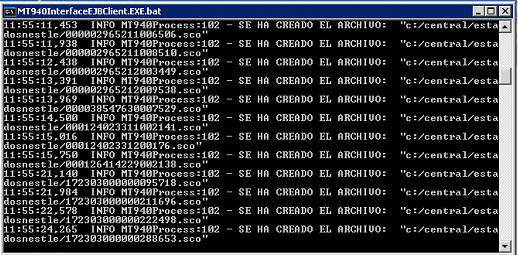 MT940InterfaceEJBClient.EXE.bat
11:55:11,453 INFO MT940Process:102 - SE HA CREADO EL ARCHIVO: "c:/central/esta
dosnestle/000002965211006506.sco"
11:55:11,938 INFO MT940Process:102 - SE HA CREADO EL ARCHIVO: "c:/central/esta
dosnestle/000002965211008510.sco"
11:55:12,438 INFO MT940Process:102 - SE HA CREADO EL ARCHIVO: "c:/central/esta
dosnestle/000002965212003449.sco"
11:55:13,391 INFO MT940Process:102 - SE HA CREADO EL ARCHIVO: "c:/central/esta
dosnestle/000002965212009538.sco"
11:55:13,969 INFO MT940Process:102 - SE HA CREADO EL ARCHIVO: "c:/central/esta
dosnestle/000038547630007529.sco"
11:55:14,500 INFO MT940Process:102 - SE HA CREADO EL ARCHIVO: "c:/central/esta
dosnestle/000124023311002141.sco"
11:55:15,016 INFO MT940Process:102 - SE HA CREADO EL ARCHIVO: "c:/central/esta
dosnestle/00012402331200176.sco"
11:55:15,750 INFO MT940Process:102 - SE HA CREADO EL ARCHIVO: "c:/central/esta
dosnestle/000126414229002138.sco"
11:55:21,140 INFO MT940Process:102 - SE HA CREADO EL ARCHIVO: "c:/central/esta
dosnestle/172303000000095718.sco"
11:55:21,984 INFO MT940Process:102 - SE HA CREADO EL ARCHIVO: "c:/central/esta
dosnestle/172303000000211696.sco"
11:55:22,578 INFO MT940Process:102 - SE HA CREADO EL ARCHIVO: "c:/central/esta
dosnestle/172303000000222498.sco"
11:55:24,265 INFO MT940Process:102 - SE HA CREADO EL ARCHIVO: "c:/central/esta
dosnestle/172303000000288653.sco"